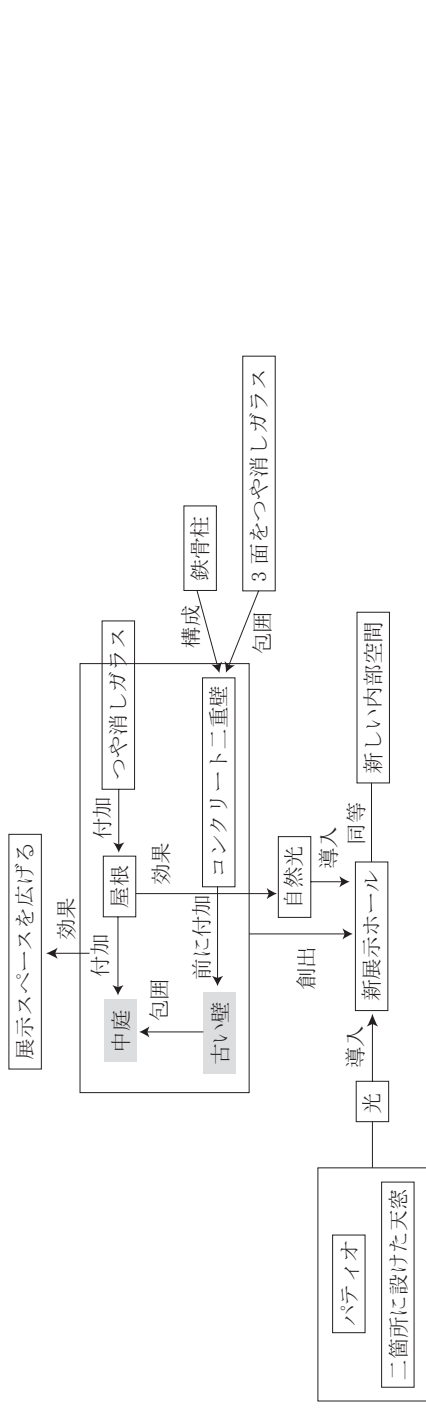 展示スペースを広げる
効果
付加
付加
つや消しガラス
中庭
屋根
包囲
効果
構成
鉄骨柱
古い壁
前に付加
コンクリート二重壁
包囲
3 面をつや消しガラス
創出
自然光
導入
パティオ
二箇所に設けた天窓
光
導入
新展示ホール
同等
新しい内部空間